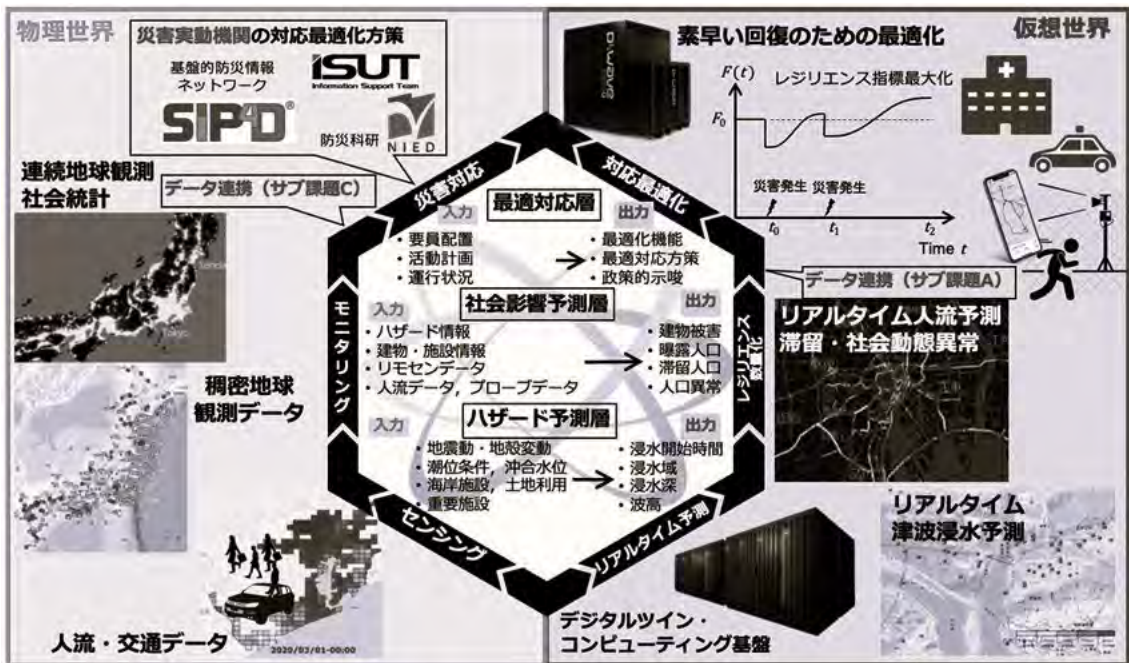 物理世界
災害実動機関の対応最適化方策
基盤的防災情報
ネットワーク
SIP4D®
iSUT
Information Support Team
防災科研
NIED
連続地球観測
社会統計
データ連携（サブ課題C）
稠密地球
観測データ
人流・交通データ
2020/03/01-00:00
仮想世界
素早い回復のための最適化
F(t)
レジリエンス指標最大化
F₀
災害発生 災害発生
t₀
t₁
t₂
Time t
データ連携（サブ課題A）
リアルタイム人流予測
滞留・社会動態異常
リアルタイム
津波浸水予測
デジタルツイン・
コンピューティング基盤
災害対応
対応最適化
モニタリング
レジリエンス
数量化
センシング
リアルタイム予測
最適対応層
入力
・要員配置
・活動計画
・運行状況
出力
・最適化機能
・最適対応方策
・政策的示唆
社会影響予測層
入力
・ハザード情報
・建物・施設情報
・リモセンデータ
・人流データ，プローブデータ
出力
・建物被害
・曝露人口
・滞留人口
・人口異常
ハザード予測層
入力
・地震動・地殻変動
・潮位条件，沖合水位
・海岸施設，土地利用
・重要施設
出力
・浸水開始時間
・浸水域
・浸水深
・波高